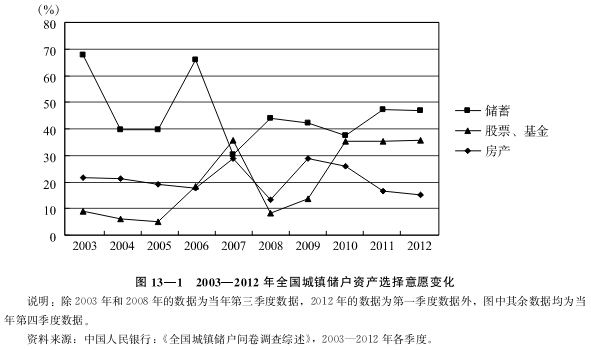 (%)
80
70
60
50
40
30
20
10
0
2003 2004 2005 2006 2007 2008 2009 2010 2011 2012
储蓄
股票、基金
房产
图 13—1 2003—2012 年全国城镇储户资产选择意愿变化
说明：除 2003 年和 2008 年的数据为当年第三季度数据，2012 年的数据为第一季度数据外，图中其余数据均为当
年第四季度数据。
资料来源：中国人民银行：《全国城镇储户问卷调查综述》，2003—2012 年各季度。